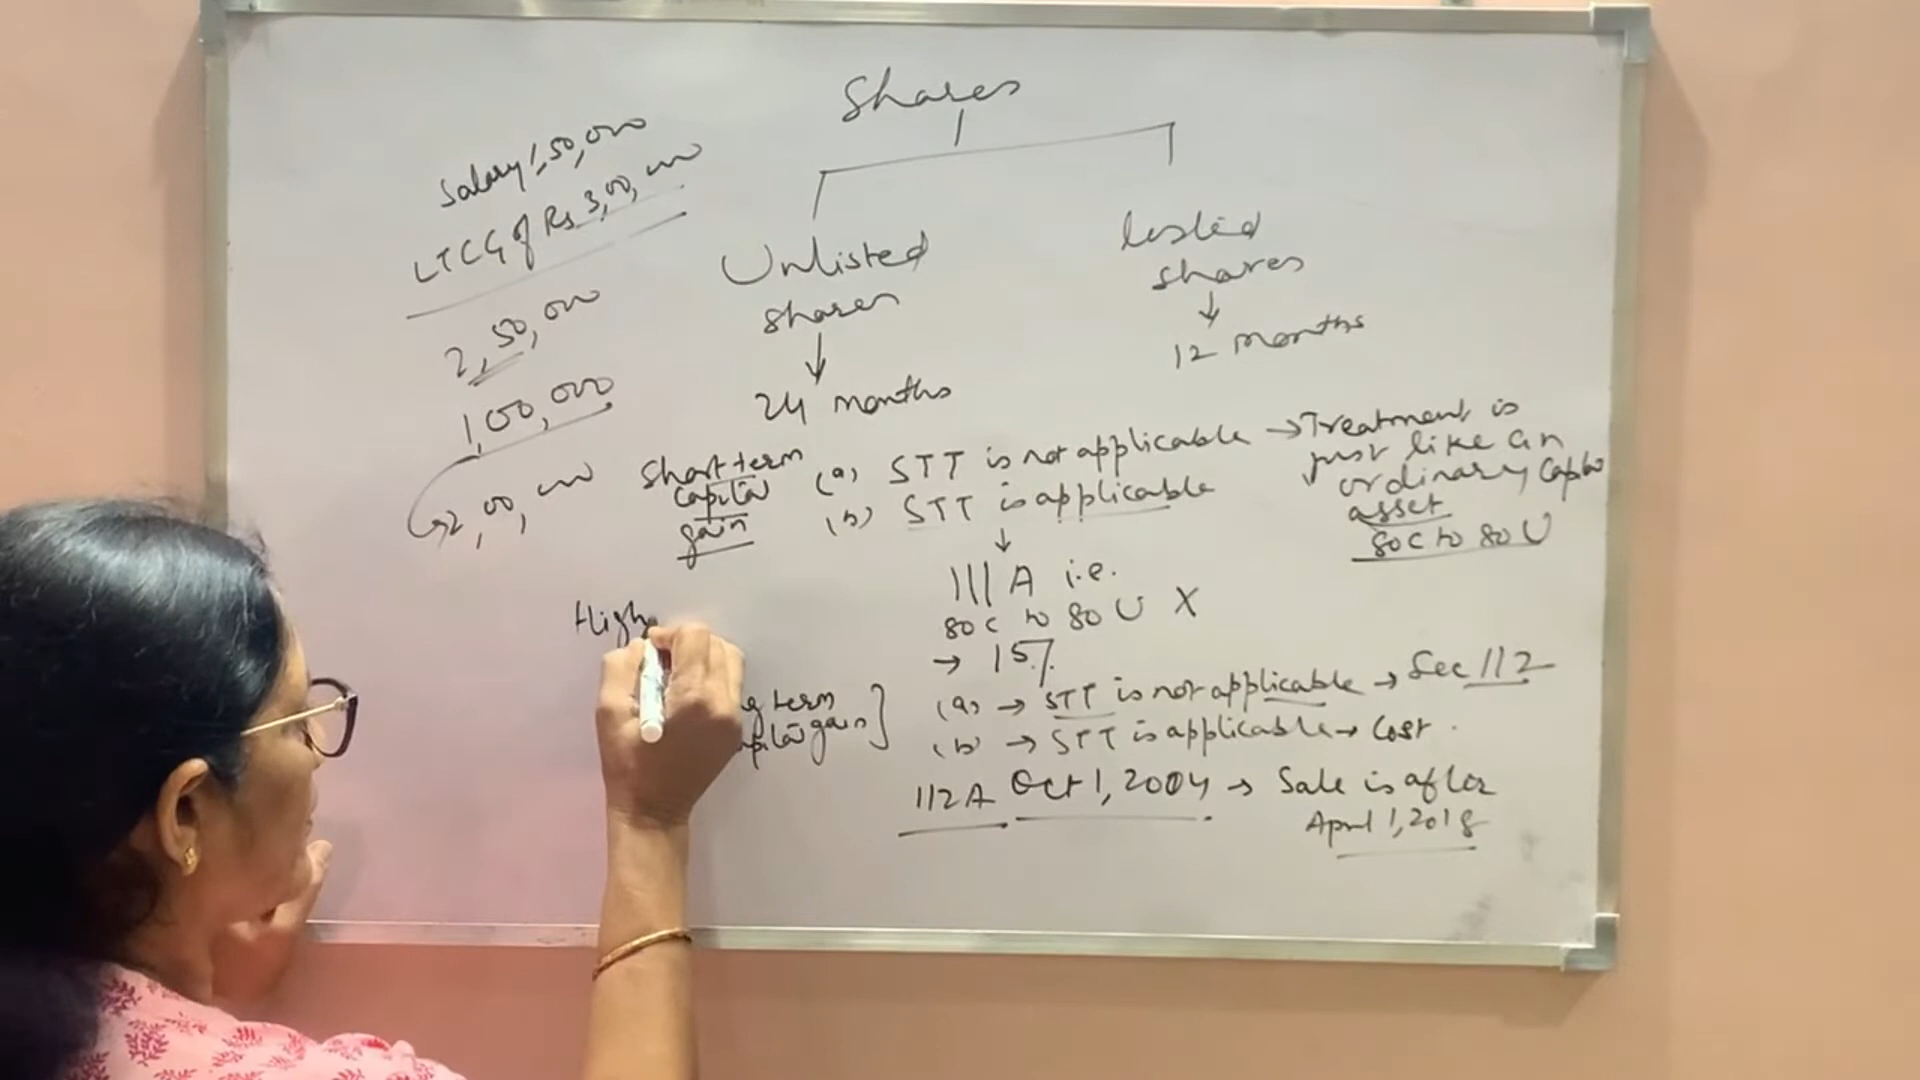 Shares
Salary 1,50,000
LTCG of Rs 3,00,000
2,50,000
1,00,000
2,00,000
Unlisted
shares
24 months
listed
shares
12 months
Short term
capital
gain
(a) STT is not applicable → Treatment is
just like an
ordinary capital
asset
80C to 80U
(b) STT is applicable
↓
111A i.e.
80C to 80U X
→ 15%
High
term
gain]
(a) → STT is not applicable → Sec 112
(b) → STT is applicable → Cost.
112A Oct 1, 2004 → Sale is after
April 1, 2018